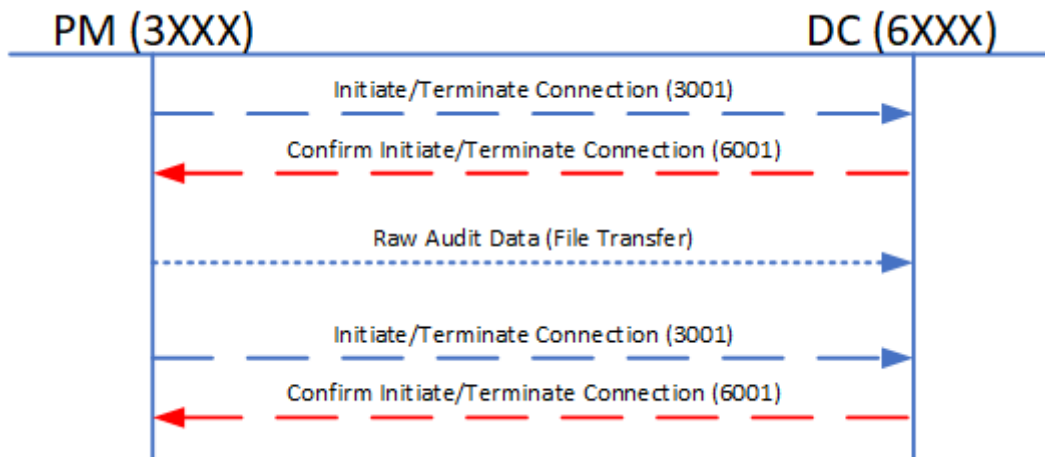 PM (3XXX)
DC (6XXX)
Initiate/Terminate Connection (3001)
Confirm Initiate/Terminate Connection (6001)
Raw Audit Data (File Transfer)
Initiate/Terminate Connection (3001)
Confirm Initiate/Terminate Connection (6001)